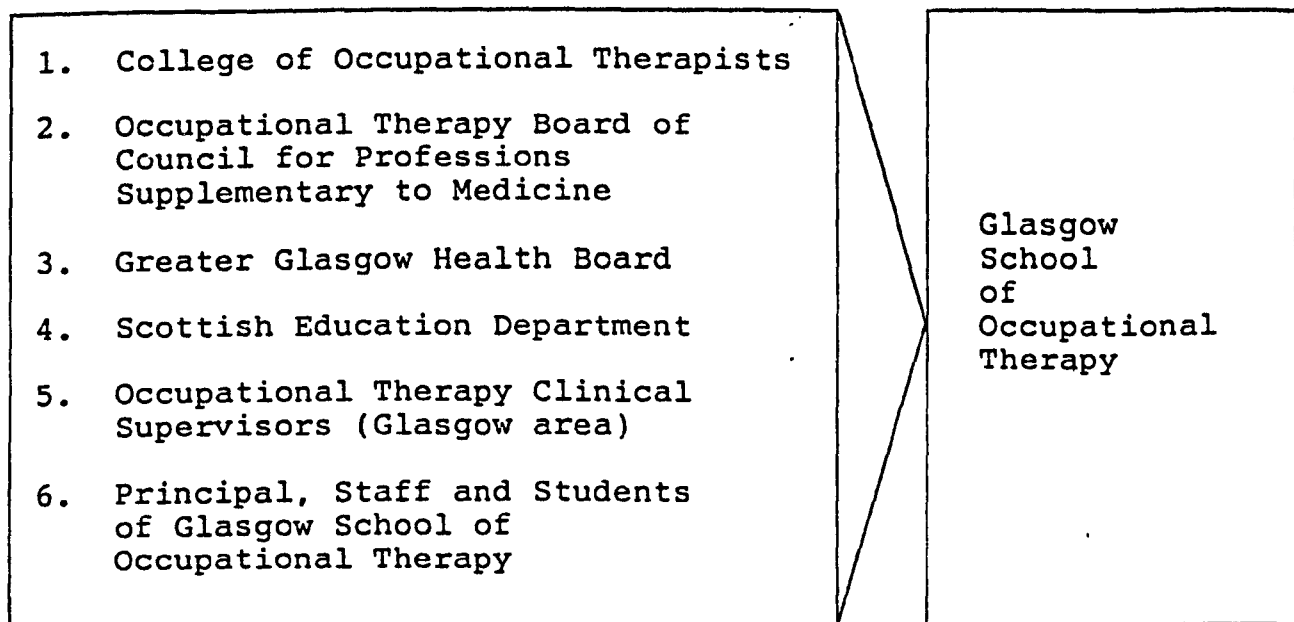 1. College of Occupational Therapists
2. Occupational Therapy Board of
Council for Professions
Supplementary to Medicine
3. Greater Glasgow Health Board
4. Scottish Education Department
5. Occupational Therapy Clinical
Supervisors (Glasgow area)
6. Principal, Staff and Students
of Glasgow School of
Occupational Therapy
Glasgow
School
of
Occupational
Therapy